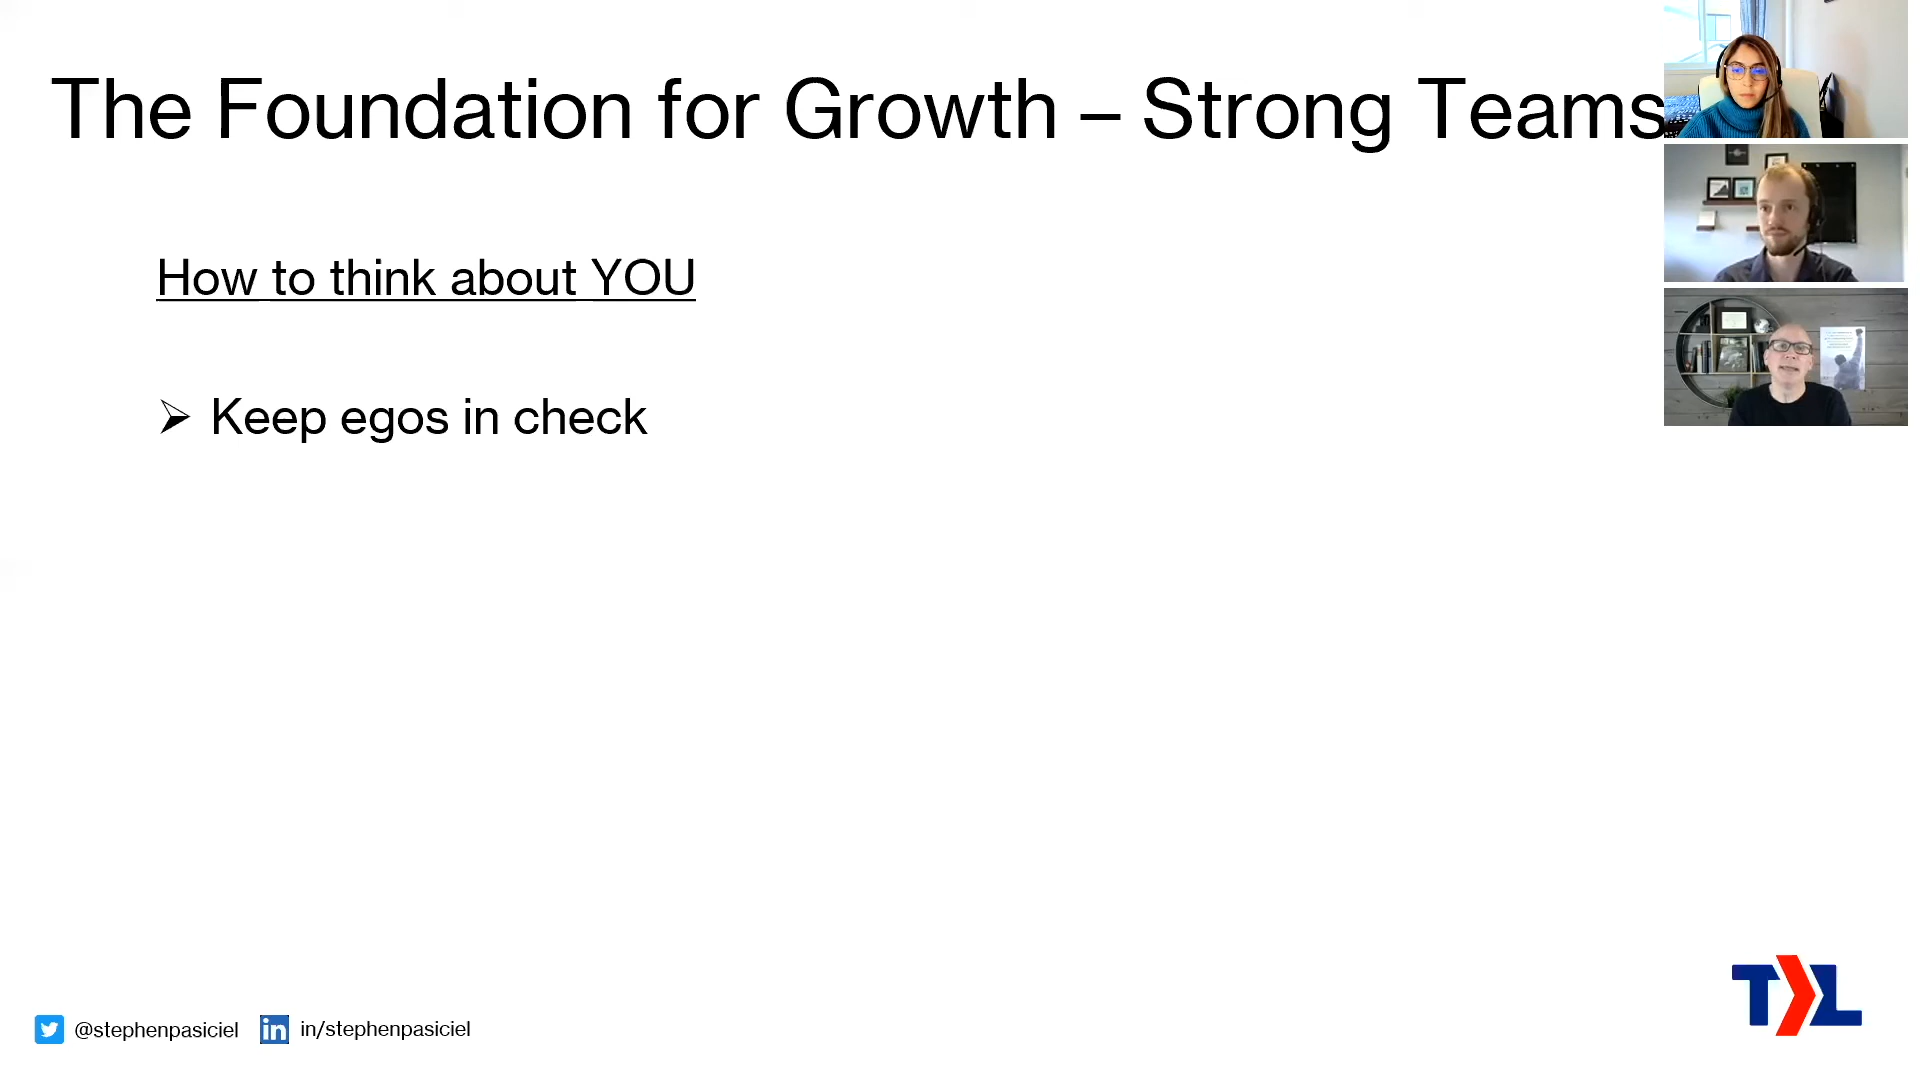 The Foundation for Growth – Strong Teams
How to think about YOU
➢ Keep egos in check
@stephenpasiciel
in
in/stephenpasiciel
TL